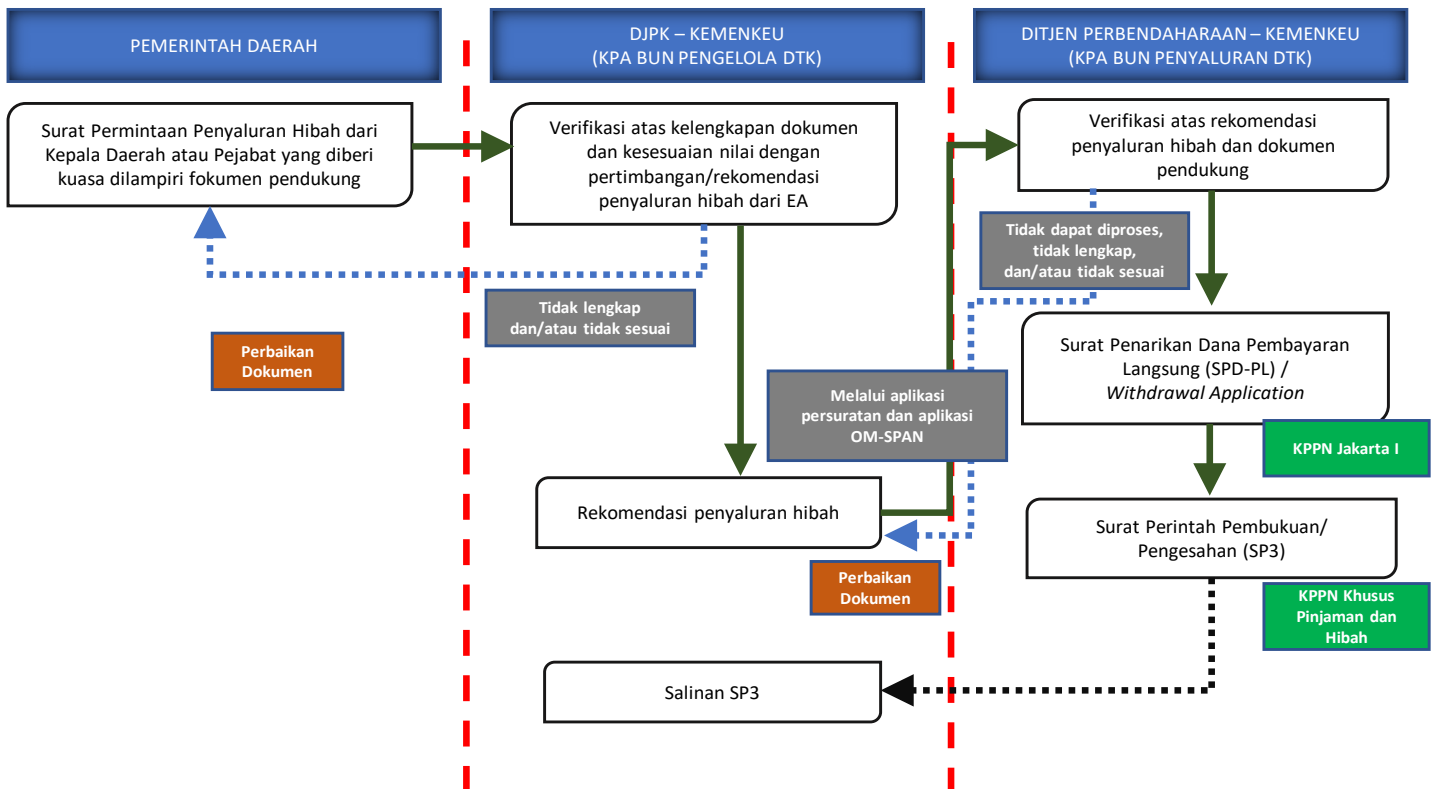 PEMERINTAH DAERAH
DJPK – KEMENKEU
(KPA BUN PENGELOLA DTK)
DITJEN PERBENDAHARAAN – KEMENKEU
(KPA BUN PENYALURAN DTK)
Surat Permintaan Penyaluran Hibah dari
Kepala Daerah atau Pejabat yang diberi
kuasa dilampiri fokumen pendukung
Verifikasi atas kelengkapan dokumen
dan kesesuaian nilai dengan
pertimbangan/rekomendasi
penyaluran hibah dari EA
Verifikasi atas rekomendasi
penyaluran hibah dan dokumen
pendukung
Tidak dapat diproses,
tidak lengkap,
dan/atau tidak sesuai
Tidak lengkap
dan/atau tidak sesuai
Perbaikan
Dokumen
Surat Penarikan Dana Pembayaran
Langsung (SPD-PL) /
Withdrawal Application
Melalui aplikasi
persuratan dan aplikasi
OM-SPAN
KPPN Jakarta I
Rekomendasi penyaluran hibah
Surat Perintah Pembukuan/
Pengesahan (SP3)
Perbaikan
Dokumen
KPPN Khusus
Pinjaman dan
Hibah
Salinan SP3